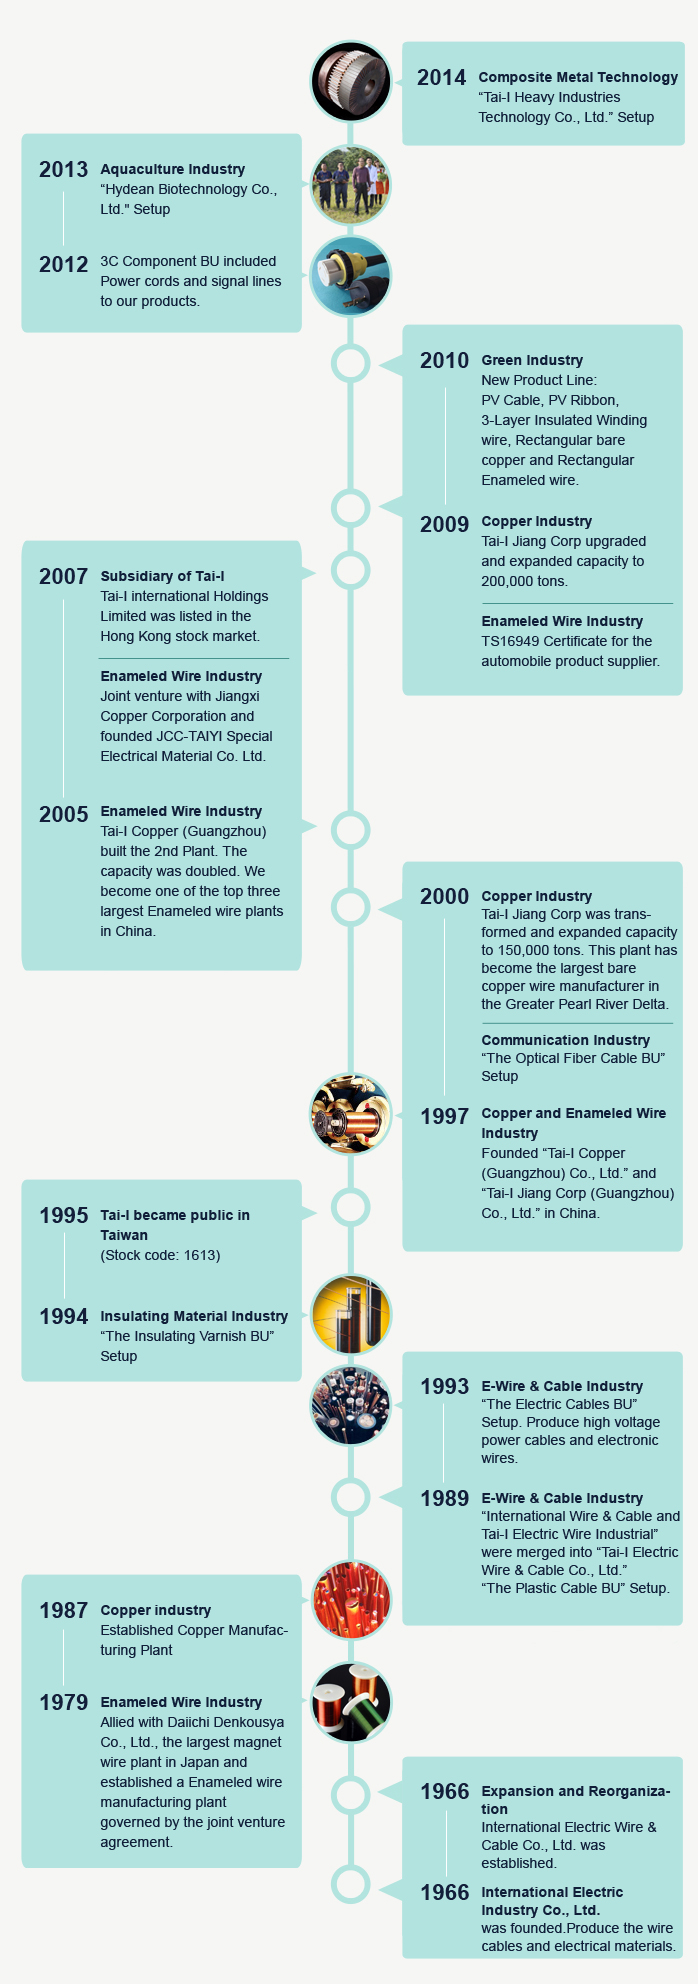 2014 Composite Metal Technology
“Tai-I Heavy Industries
Technology Co., Ltd.” Setup
2013 Aquaculture Industry
“Hydean Biotechnology Co.,
Ltd." Setup
2012 3C Component BU included
Power cords and signal lines
to our products.
2010 Green Industry
New Product Line:
PV Cable, PV Ribbon,
3-Layer Insulated Winding
wire, Rectangular bare
copper and Rectangular
Enameled wire.
2009 Copper Industry
Tai-I Jiang Corp upgraded
and expanded capacity to
200,000 tons.
Enameled Wire Industry
TS16949 Certificate for the
automobile product supplier.
2007 Subsidiary of Tai-I
Tai-I international Holdings
Limited was listed in the
Hong Kong stock market.
Enameled Wire Industry
Joint venture with Jiangxi
Copper Corporation and
founded JCC-TAIYI Special
Electrical Material Co. Ltd.
2005 Enameled Wire Industry
Tai-I Copper (Guangzhou)
built the 2nd Plant. The
capacity was doubled. We
become one of the top three
largest Enameled wire plants
in China.
2000 Copper Industry
Tai-I Jiang Corp was trans-
formed and expanded capacity
to 150,000 tons. This plant has
become the largest bare
copper wire manufacturer in
the Greater Pearl River Delta.
Communication Industry
“The Optical Fiber Cable BU”
Setup
1997 Copper and Enameled Wire
Industry
Founded “Tai-I Copper
(Guangzhou) Co., Ltd.” and
“Tai-I Jiang Corp (Guangzhou)
Co., Ltd.” in China.
1995 Tai-I became public in
Taiwan
(Stock code: 1613)
1994 Insulating Material Industry
“The Insulating Varnish BU”
Setup
1993 E-Wire & Cable Industry
“The Electric Cables BU”
Setup. Produce high voltage
power cables and electronic
wires.
1989 E-Wire & Cable Industry
“International Wire & Cable and
Tai-I Electric Wire Industrial”
were merged into “Tai-I Electric
Wire & Cable Co., Ltd.”
“The Plastic Cable BU” Setup.
1987 Copper industry
Established Copper Manufac-
turing Plant
1979 Enameled Wire Industry
Allied with Daiichi Denkousya
Co., Ltd., the largest magnet
wire plant in Japan and
established a Enameled wire
manufacturing plant
governed by the joint venture
agreement.
1966 Expansion and Reorganiza-
tion
International Electric Wire &
Cable Co., Ltd. was
established.
1966 International Electric
Industry Co., Ltd.
was founded.Produce the wire
cables and electrical materials.